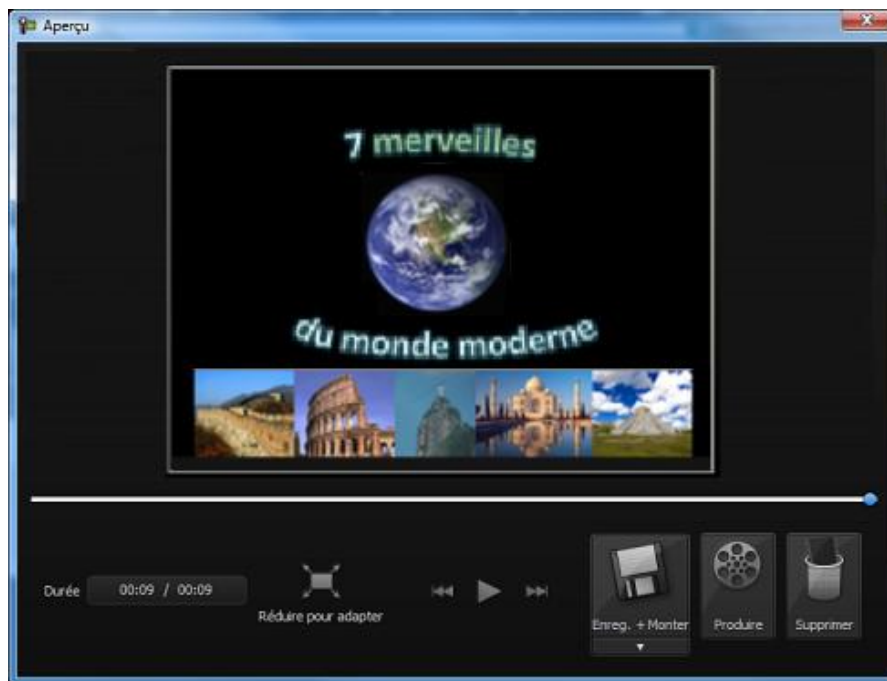 Aperçu
7 merveilles
du monde moderne
Durée 00:09 / 00:09
Réduire pour adapter
Enreg. + Monter
Produire
Supprimer